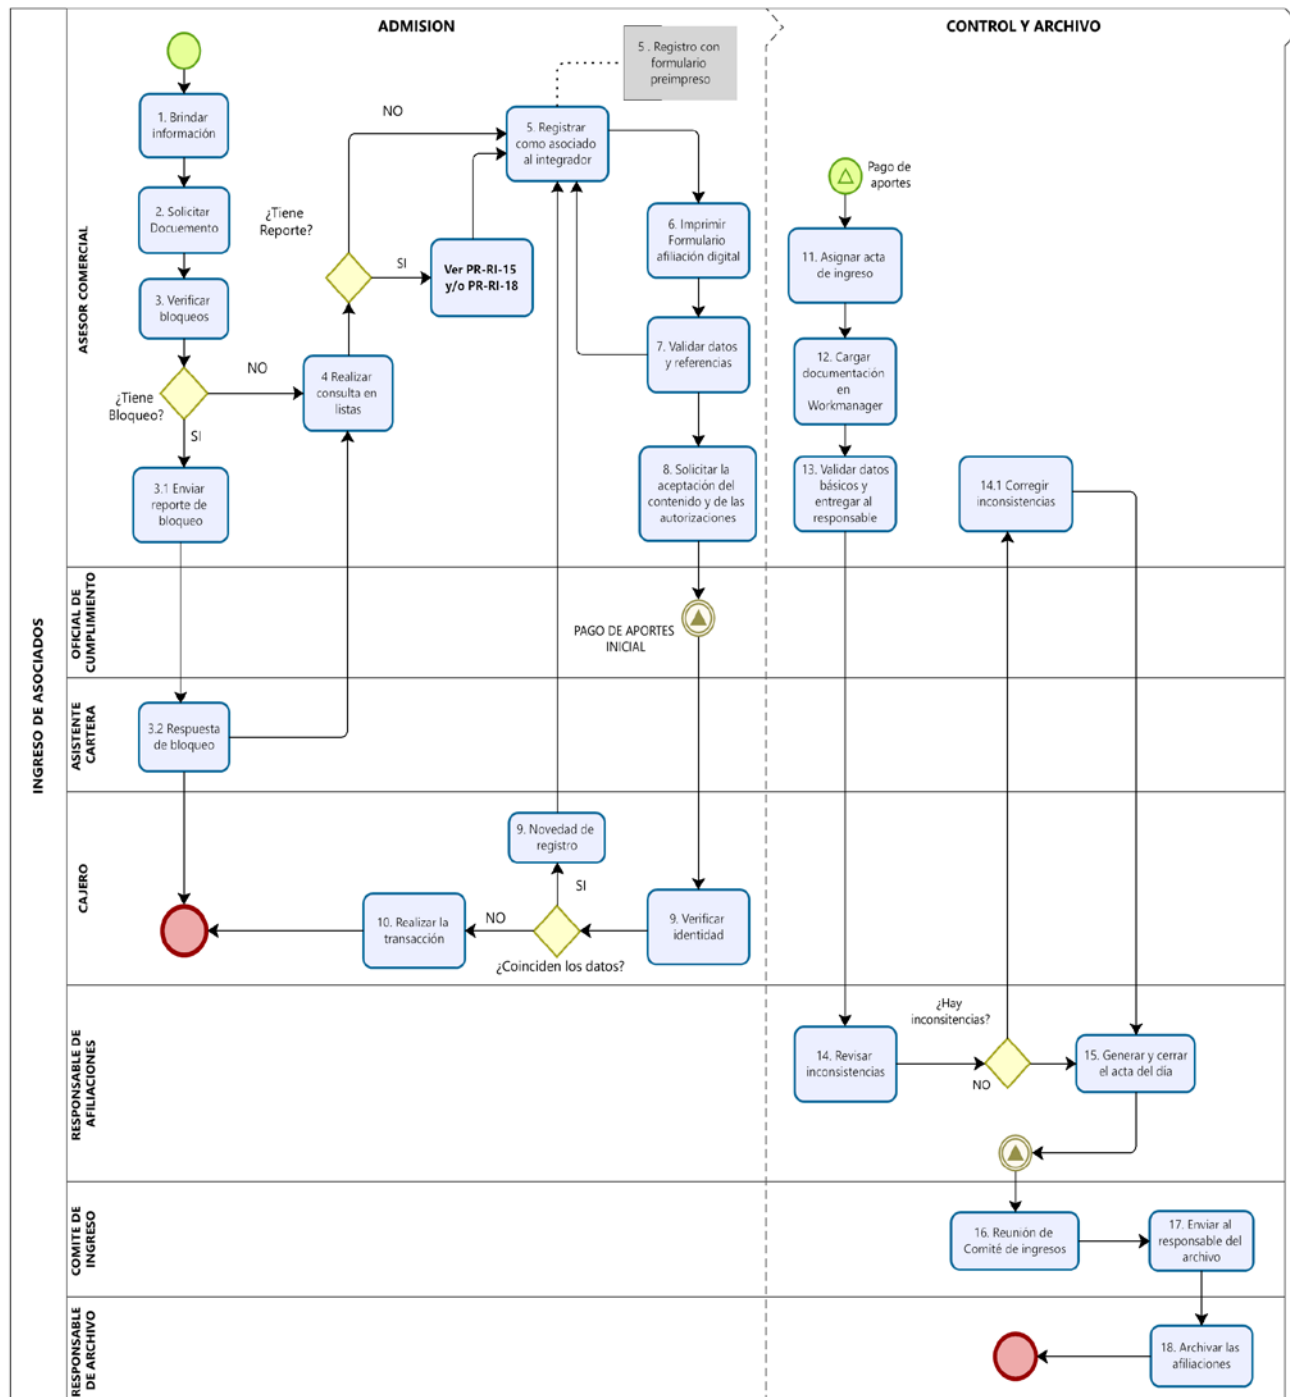 ADMISION
CONTROL Y ARCHIVO
INGRESO DE ASOCIADOS
ASESOR COMERCIAL
1. Brindar
información
2. Solicitar
Docuemento
3. Verificar
bloqueos
¿Tiene
Bloqueo?
NO
SI
3.1 Enviar
reporte de
bloqueo
4 Realizar
consulta en
listas
¿Tiene
Reporte?
NO
SI
Ver PR-RI-15
y/o PR-RI-18
5. Registrar
como asociado
al integrador
5 . Registro con
formulario
preimpreso
6. Imprimir
Formulario
afiliación digital
7. Validar datos
y referencias
8. Solicitar la
aceptación del
contenido y de las
autorizaciones
Pago de
aportes
11. Asignar acta
de ingreso
12. Cargar
documentación
en
Workmanager
13. Validar datos
básicos y
entregar al
responsable
14.1 Corregir
inconsistencias
OFICIAL DE
CUMPLIMIENTO
PAGO DE APORTES
INICIAL
ASISTENTE
CARTERA
3.2 Respuesta
de bloqueo
CAJERO
9. Novedad de
registro
SI
NO
¿Coinciden los datos?
9. Verificar
identidad
10. Realizar la
transacción
RESPONSABLE DE
AFILIACIONES
14. Revisar
inconsistencias
¿Hay
inconsitencias?
NO
15. Generar y cerrar
el acta del día
COMITE DE
INGRESO
16. Reunión de
Comité de ingresos
17. Enviar al
responsable del
archivo
RESPONSABLE
DE ARCHIVO
18. Archivar las
afiliaciones